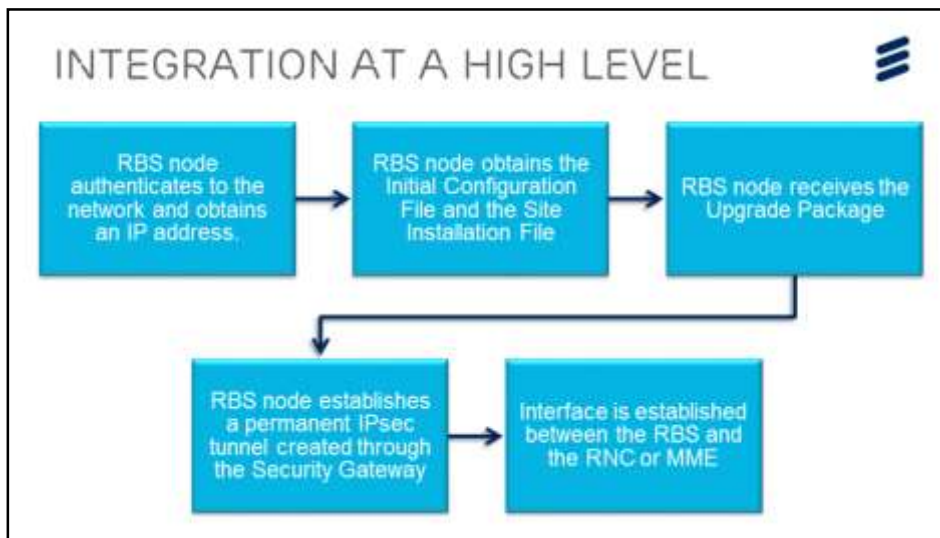 INTEGRATION AT A HIGH LEVEL
RBS node
authenticates to the
network and obtains
an IP address.
RBS node obtains the
Initial Configuration
File and the Site
Installation File
RBS node receives the
Upgrade Package
RBS node establishes
a permanent IPsec
tunnel created through
the Security Gateway
Interface is established
between the RBS and
the RNC or MME